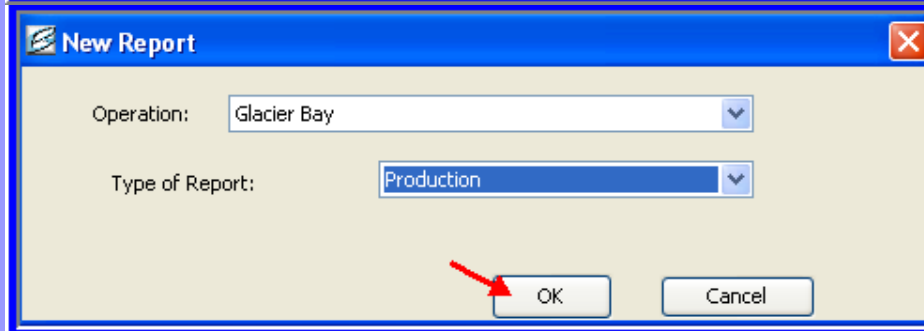 New Report
Operation: Glacier Bay
Type of Report: Production
OK Cancel